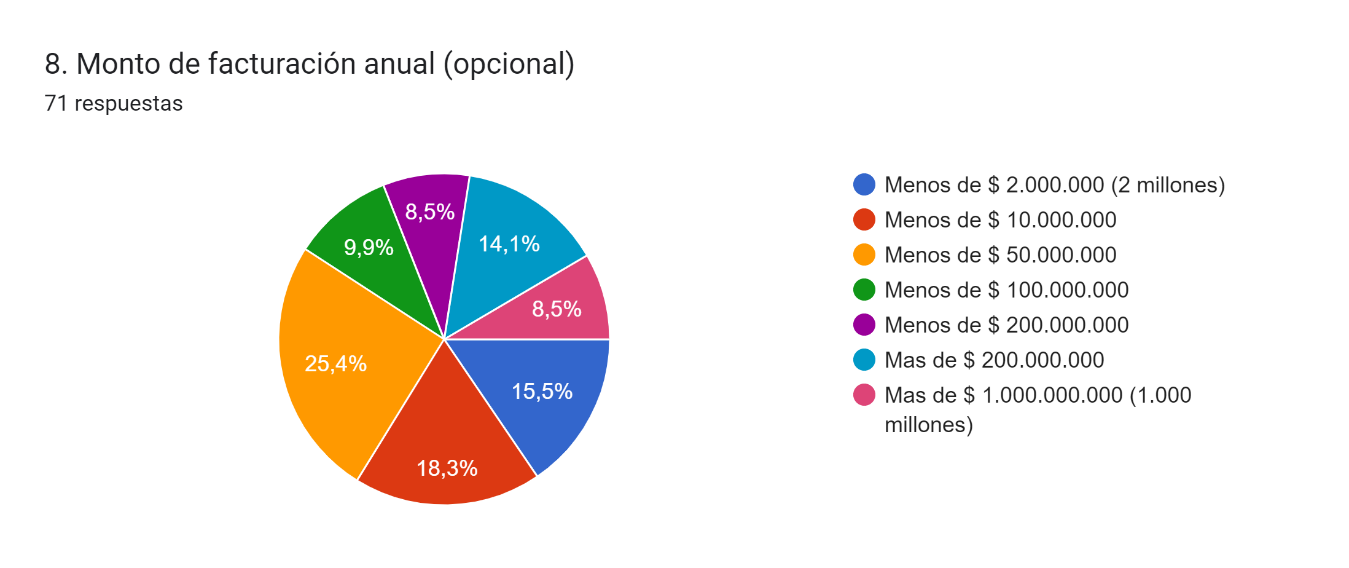 8. Monto de facturación anual (opcional)
71 respuestas
8,5%
14,1%
9,9%
8,5%
25,4%
15,5%
18,3%
Menos de $ 2.000.000 (2 millones)
Menos de $ 10.000.000
Menos de $ 50.000.000
Menos de $ 100.000.000
Menos de $ 200.000.000
Mas de $ 200.000.000
Mas de $ 1.000.000.000 (1.000
millones)